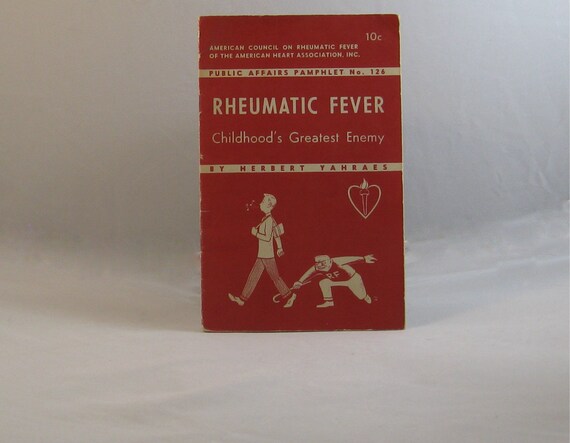 10c
AMERICAN COUNCIL ON RHEUMATIC FEVER
OF THE AMERICAN HEART ASSOCIATION, INC.
PUBLIC AFFAIRS PAMPHLET No. 126
RHEUMATIC FEVER
Childhood's Greatest Enemy
BY HERBERT YAHRAES
R.F.